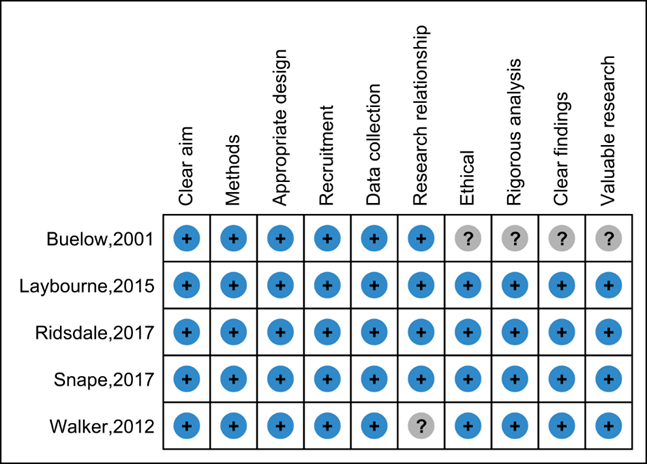 Clear aim
Methods
Appropriate design
Recruitment
Data collection
Research relationship
Ethical
Rigorous analysis
Clear findings
Valuable research
Buelow,2001 + + + + + + ? ? ? ?
Laybourne,2015 + + + + + + + + + +
Ridsdale,2017 + + + + + + + + + +
Snape,2017 + + + + + + + + + +
Walker,2012 + + + + + ? + + + +